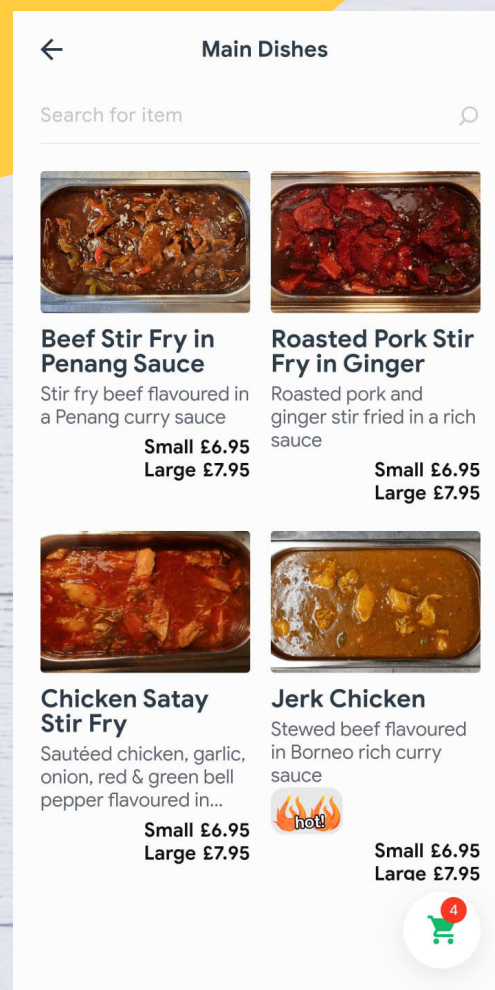 Main Dishes
Search for item
Beef Stir Fry in
Penang Sauce
Stir fry beef flavoured in
a Penang curry sauce
Small £6.95
Large £7.95
Roasted Pork Stir
Fry in Ginger
Roasted pork and
ginger stir fried in a rich
sauce
Small £6.95
Large £7.95
Chicken Satay
Stir Fry
Sautéed chicken, garlic,
onion, red & green bell
pepper flavoured in...
Small £6.95
Large £7.95
Jerk Chicken
Stewed beef flavoured
in Borneo rich curry
sauce
hot!
Small £6.95
Large £7.95
4